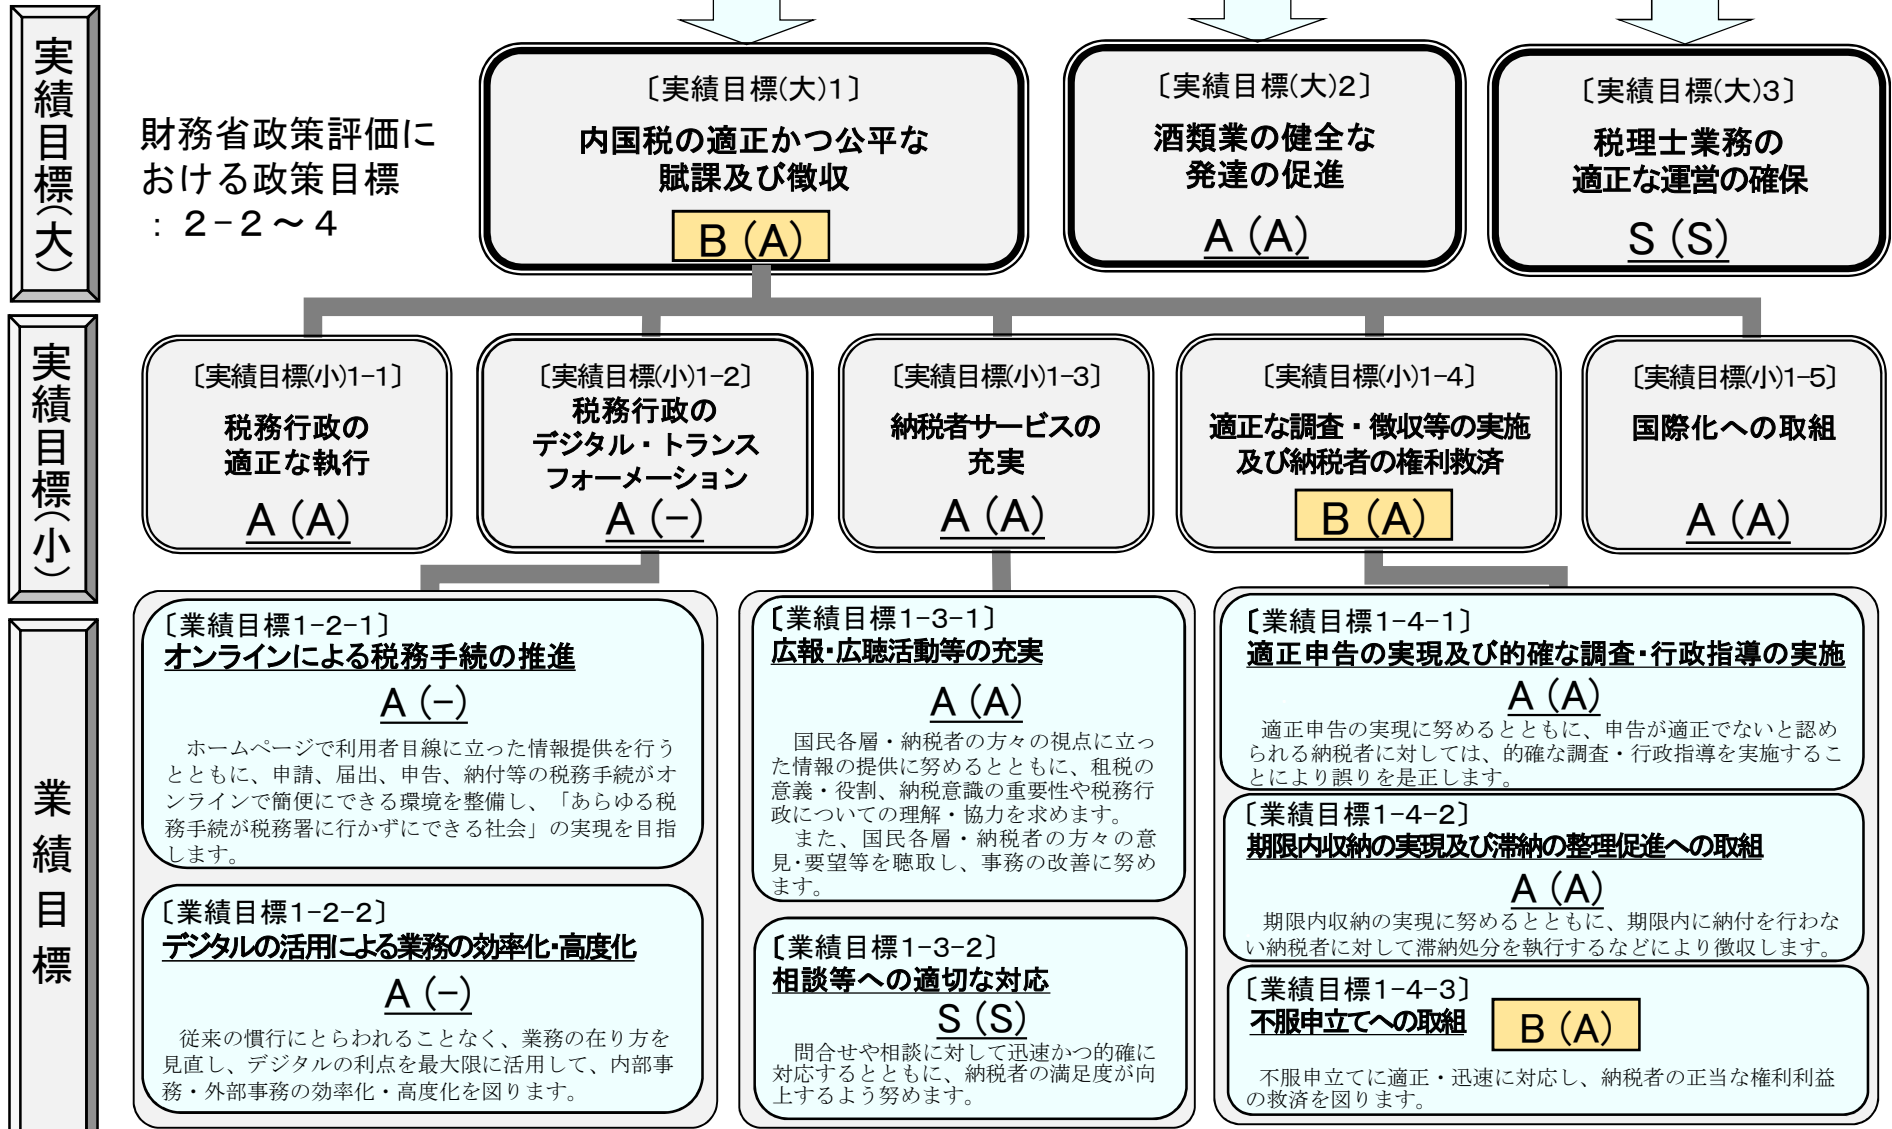 実績目標(大)
財務省政策評価に
おける政策目標
：２−２～４
〔実績目標(大)1〕
内国税の適正かつ公平な
賦課及び徴収
B (A)
〔実績目標(大)2〕
酒類業の健全な
発達の促進
A (A)
〔実績目標(大)3〕
税理士業務の
適正な運営の確保
S (S)
実績目標(小)
〔実績目標(小)1-1〕
税務行政の
適正な執行
A (A)
〔実績目標(小)1-2〕
税務行政の
デジタル・トランス
フォーメーション
A (−)
〔実績目標(小)1-3〕
納税者サービスの
充実
A (A)
〔実績目標(小)1-4〕
適正な調査・徴収等の実施
及び納税者の権利救済
B (A)
〔実績目標(小)1-5〕
国際化への取組
A (A)
業績目標
〔業績目標1-2-1〕
オンラインによる税務手続の推進
A (−)
ホームページで利用者目線に立った情報提供を行う
とともに、申請、届出、申告、納付等の税務手続がオ
ンラインで簡便にできる環境を整備し、「あらゆる税
務手続が税務署に行かずにできる社会」の実現を目指
します。
〔業績目標1-2-2〕
デジタルの活用による業務の効率化・高度化
A (−)
従来の慣行にとらわれることなく、業務の在り方を
見直し、デジタルの利点を最大限に活用して、内部事
務・外部事務の効率化・高度化を図ります。
〔業績目標1-3-1〕
広報・広聴活動等の充実
A (A)
国民各層・納税者の方々の視点に立っ
た情報の提供に努めるとともに、租税の
意義・役割、納税意識の重要性や税務行
政についての理解・協力を求めます。
また、国民各層・納税者の方々の意
見・要望等を聴取し、事務の改善に努め
ます。
〔業績目標1-3-2〕
相談等への適切な対応
S (S)
問合せや相談に対して迅速かつ的確に
対応するとともに、納税者の満足度が向
上するよう努めます。
〔業績目標1-4-1〕
適正申告の実現及び的確な調査・行政指導の実施
A (A)
適正申告の実現に努めるとともに、申告が適正でないと認め
られる納税者に対しては、的確な調査・行政指導を実施するこ
とにより誤りを是正します。
〔業績目標1-4-2〕
期限内収納の実現及び滞納の整理促進への取組
A (A)
期限内収納の実現に努めるとともに、期限内に納付を行わな
い納税者に対して滞納処分を執行するなどにより徴収します。
〔業績目標1-4-3〕
不服申立てへの取組
B (A)
不服申立てに適正・迅速に対応し、納税者の正当な権利利益
の救済を図ります。